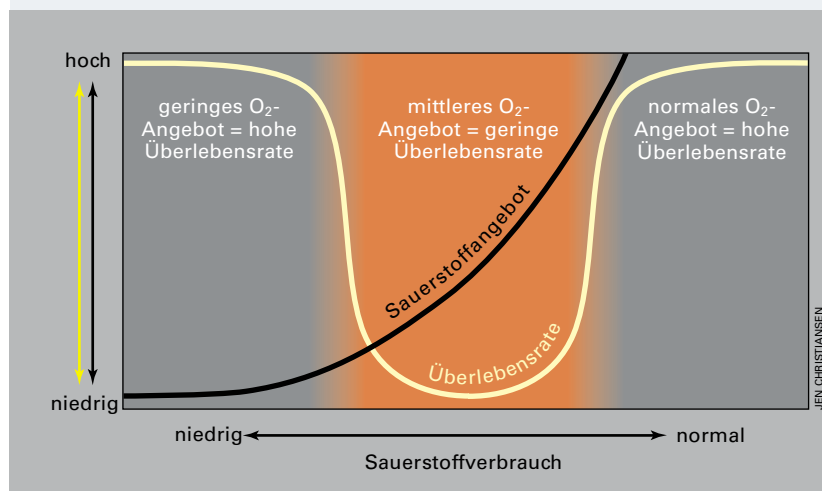 hoch
geringes O₂-
Angebot = hohe
Überlebensrate
mittleres O₂-
Angebot = geringe
Überlebensrate
normales O₂-
Angebot = hohe
Überlebensrate
Sauerstoffangebot
Überlebensrate
niedrig
niedrig
normal
Sauerstoffverbrauch
JEN CHRISTIANSEN